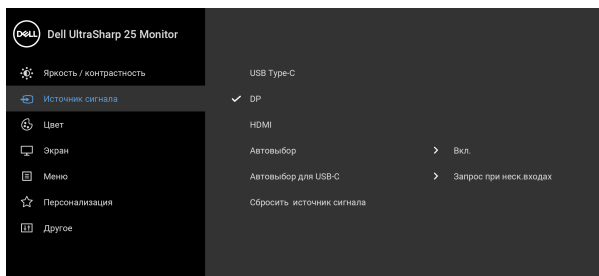 DELL Dell UltraSharp 25 Monitor
Яркость / контрастность USB Type-C
Источник сигнала DP
Цвет HDMI
Экран Автовыбор Вкл.
Меню Автовыбор для USB-C Запрос при неск.входах
Персонализация Сбросить источник сигнала
Другое